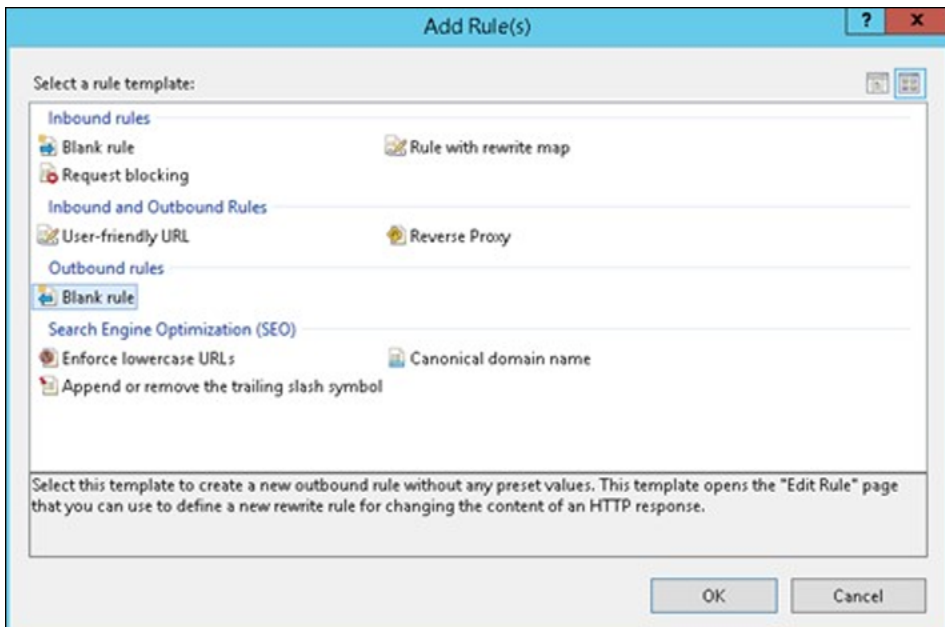 Add Rule(s)
? x
Select a rule template:
Inbound rules
Blank rule Rule with rewrite map
Request blocking
Inbound and Outbound Rules
User-friendly URL Reverse Proxy
Outbound rules
Blank rule
Search Engine Optimization (SEO)
Enforce lowercase URLs Canonical domain name
Append or remove the trailing slash symbol
Select this template to create a new outbound rule without any preset values. This template opens the "Edit Rule" page
that you can use to define a new rewrite rule for changing the content of an HTTP response.
OK Cancel